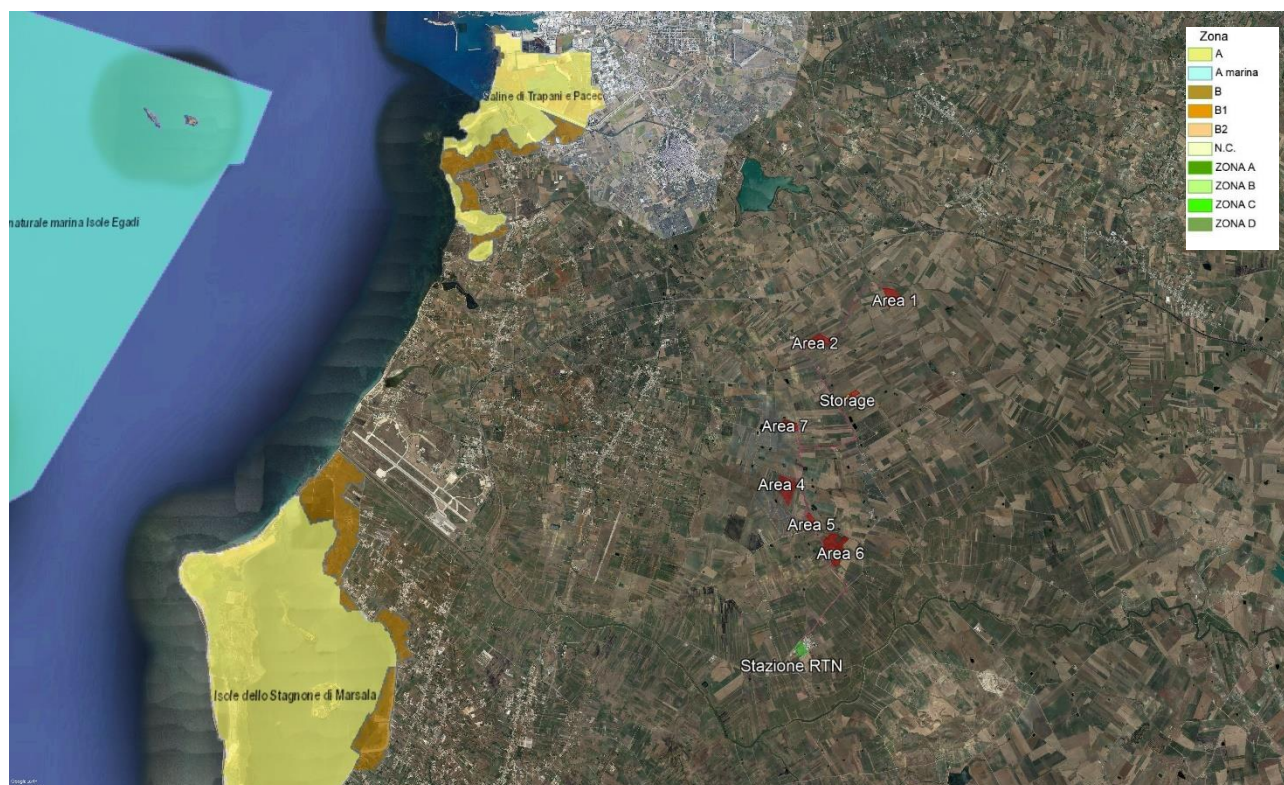 Zona
A
A marina
B
B1
B2
N.C.
ZONA A
ZONA B
ZONA C
ZONA D
Saline di Trapani e Pacec
naturale marina Isole Egadi
Area 1
Area 2
Storage
Area 7
Area 4
Area 5
Area 6
Stazione RTN
Isole dello Stagnone di Marsala